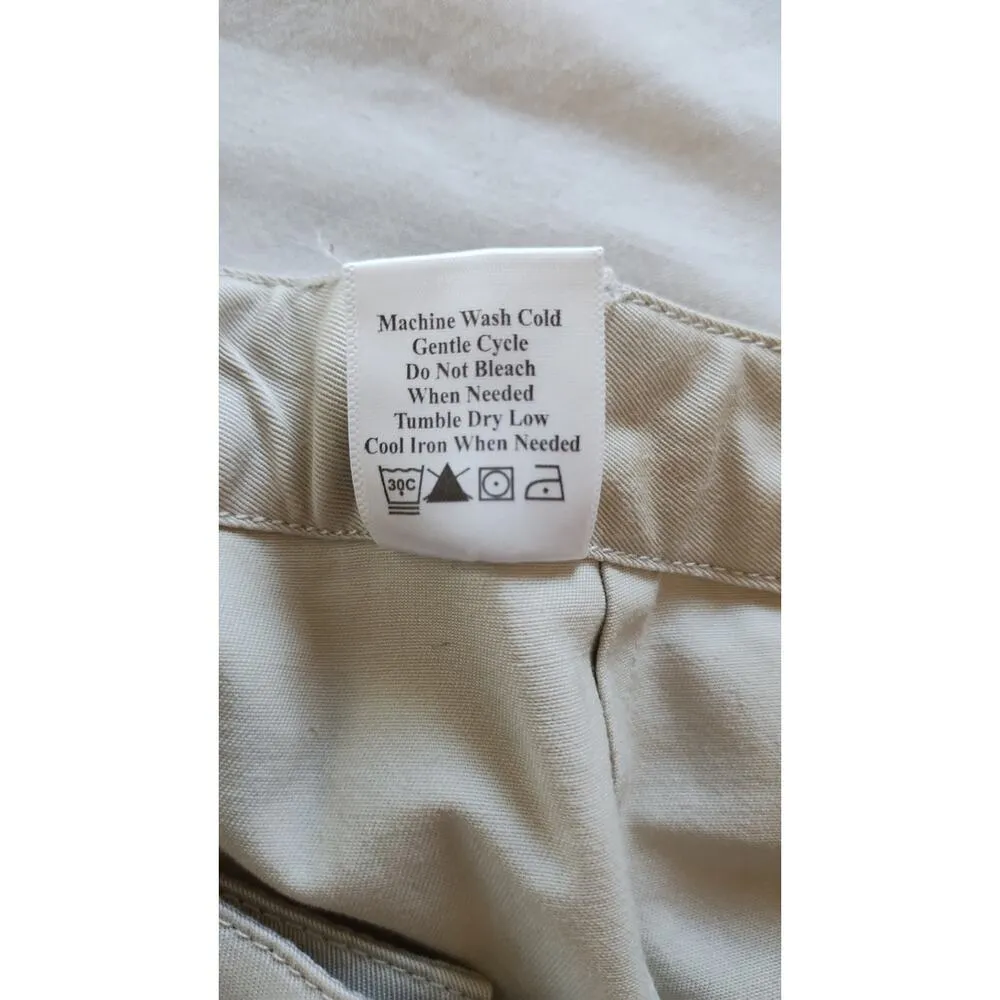 Machine Wash Cold
Gentle Cycle
Do Not Bleach
When Needed
Tumble Dry Low
Cool Iron When Needed
30C